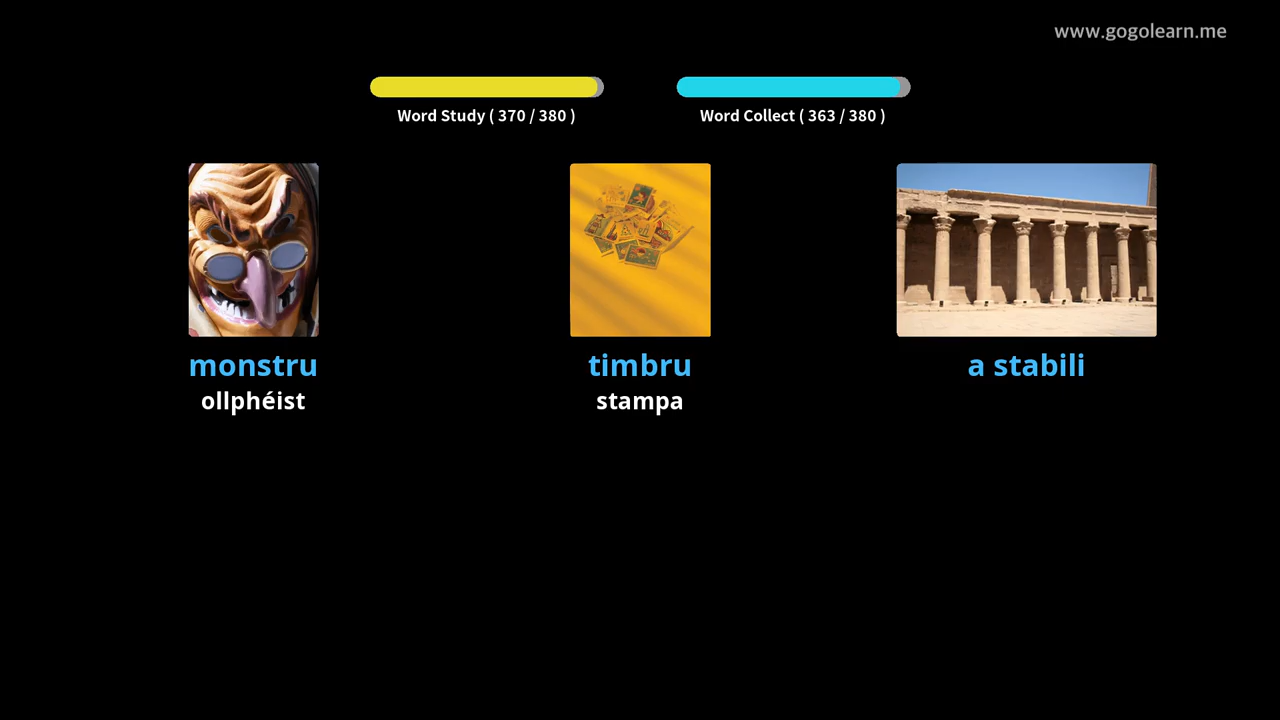 www.gogolearn.me
Word Study ( 370 / 380 )
Word Collect ( 363 / 380 )
monstru
ollphéist
timbru
stampa
a stabili